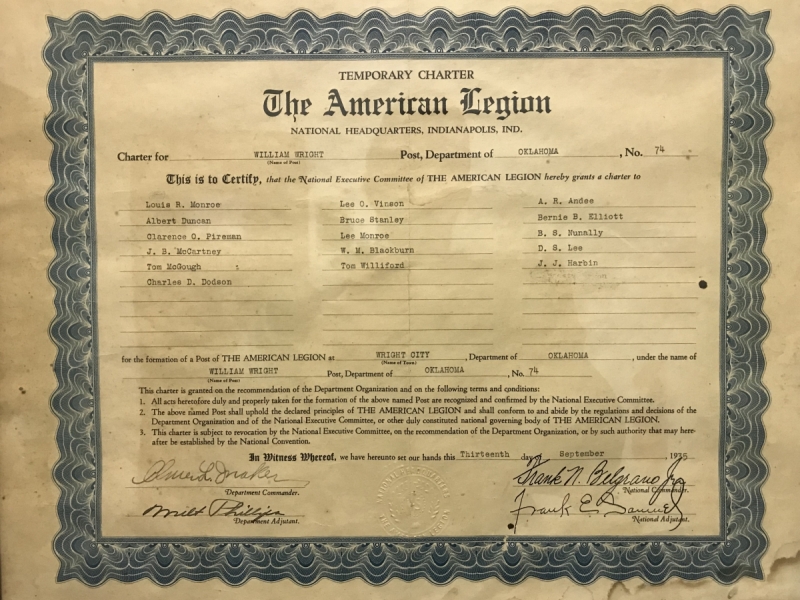 TEMPORARY CHARTER
The American Legion
NATIONAL HEADQUARTERS, INDIANAPOLIS, IND.
Charter for WILLIAM WRIGHT Post, Department of OKLAHOMA , No. 74
(Name of Post)
This is to Certify, that the National Executive Committee of THE AMERICAN LEGION hereby grants a charter to
Louis R. Monroe Leo O. Vinson A. R. Andee
Albert Duncan Bruce Stanley Bernie B. Elliott
Clarence O. Pireman Lee Monroe B. S. Nunally
J. B. McCartney W. M. Blackburn D. S. Lee
Tom McGough Tom Williford J. J. Harbin
Charles D. Dodson
for the formation of a Post of THE AMERICAN LEGION at WRIGHT CITY , Department of OKLAHOMA , under the name of
(Name of Town)
WILLIAM WRIGHT Post, Department of OKLAHOMA , No. 74
(Name of Post)
This charter is granted on the recommendation of the Department Organization and on the following terms and conditions:
1. All acts heretofore duly and properly taken for the formation of the above named Post are recognized and confirmed by the National Executive Committee.
2. The above named Post shall uphold the declared principles of THE AMERICAN LEGION and shall conform to and abide by the regulations and decisions of the
Department Organization and of the National Executive Committee, or other duly constituted national governing body of THE AMERICAN LEGION.
3. This charter is subject to revocation by the National Executive Committee, on the recommendation of the Department Organization, or by such authority that may here-
after be established by the National Convention.
In Witness Whereof, we have hereunto set our hands this Thirteenth day September , 1935
Frank N. Belgrano Jr.
Department Commander. National Commander.
Milt Phillips Frank E. Samuel
Department Adjutant. National Adjutant.